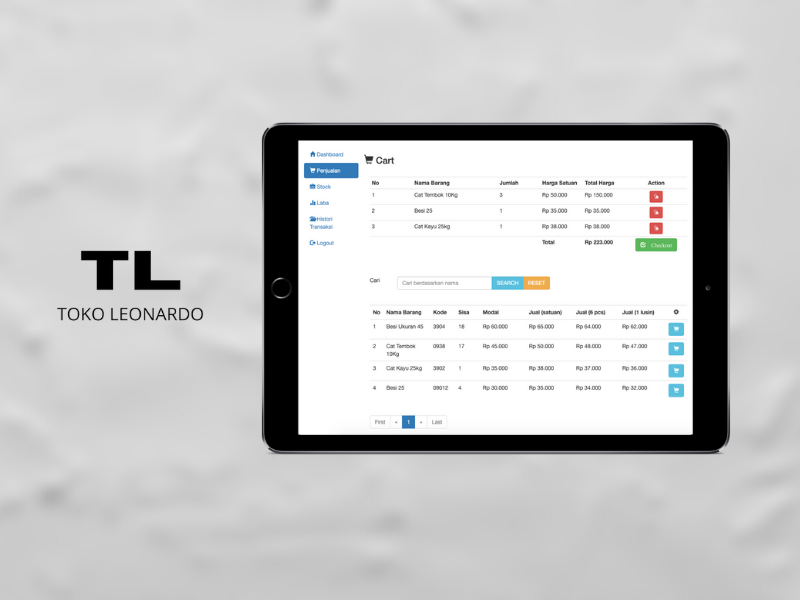 TL
TOKO LEONARDO
Dashboard
Penjualan
Stock
Laba
Histori
Transaksi
Logout
Cart
No Nama Barang Jumlah Harga Satuan Total Harga Action
1 Cat Tembok 10Kg 3 Rp 50.000 Rp 150.000
2 Besi 25 1 Rp 35.000 Rp 35.000
3 Cat Kayu 25kg 1 Rp 38.000 Rp 38.000
Total Rp 223.000 Checkout
Cari Cari berdasarkan nama SEARCH RESET
No Nama Barang Kode Sisa Modal Jual (satuan) Jual (6 pcs) Jual (1 lusin)
1 Besi Ukuran 45 3904 18 Rp 60.000 Rp 65.000 Rp 64.000 Rp 62.000
2 Cat Tembok 0938 17 Rp 45.000 Rp 50.000 Rp 48.000 Rp 47.000
10Kg
3 Cat Kayu 25kg 3902 1 Rp 35.000 Rp 38.000 Rp 37.000 Rp 36.000
4 Besi 25 09012 4 Rp 30.000 Rp 35.000 Rp 34.000 Rp 32.000
First « 1 » Last